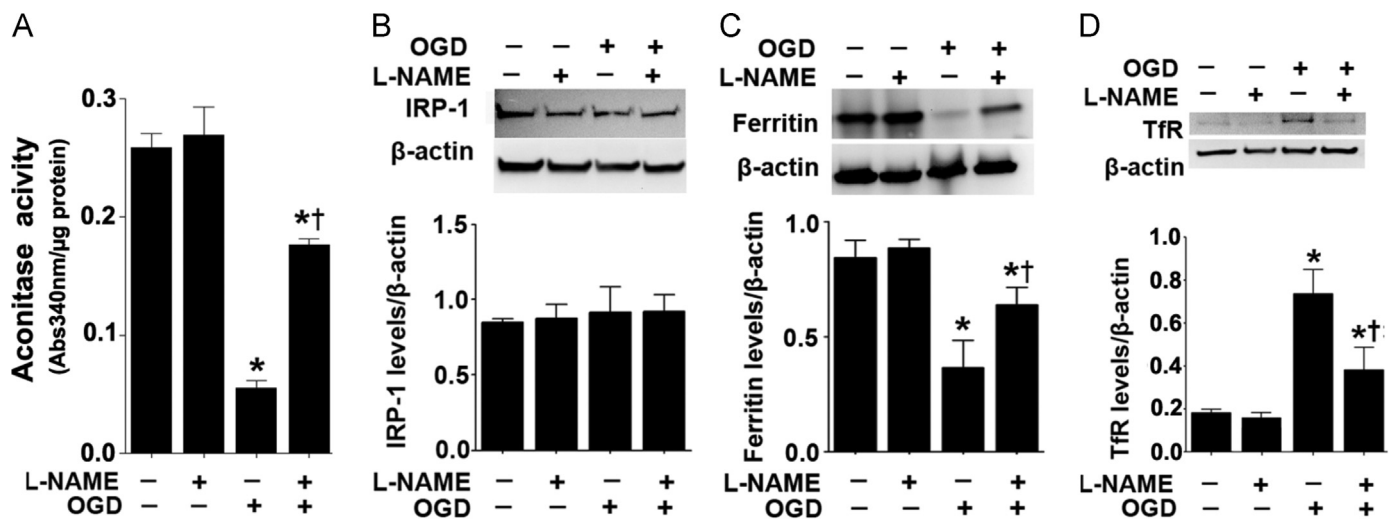 A
Aconitase acivity
(Abs340nm/µg protein)
0.3
0.2
0.1
0.0
*
*†
L-NAME − + − +
OGD − − + +
B
OGD − − + +
L-NAME − + − +
IRP-1
β-actin
IRP-1 levels/β-actin
1.5
1.0
0.5
0.0
L-NAME − + − +
OGD − − + +
C
OGD − − + +
L-NAME − + − +
Ferritin
β-actin
Ferritin levels/β-actin
1.0
0.5
0.0
*
*†
L-NAME − + − +
OGD − − + +
D
OGD − − + +
L-NAME − + − +
TfR
β-actin
TfR levels/β-actin
1.0
0.8
0.6
0.4
0.2
0.0
*
*†
L-NAME − + − +
OGD − − + +